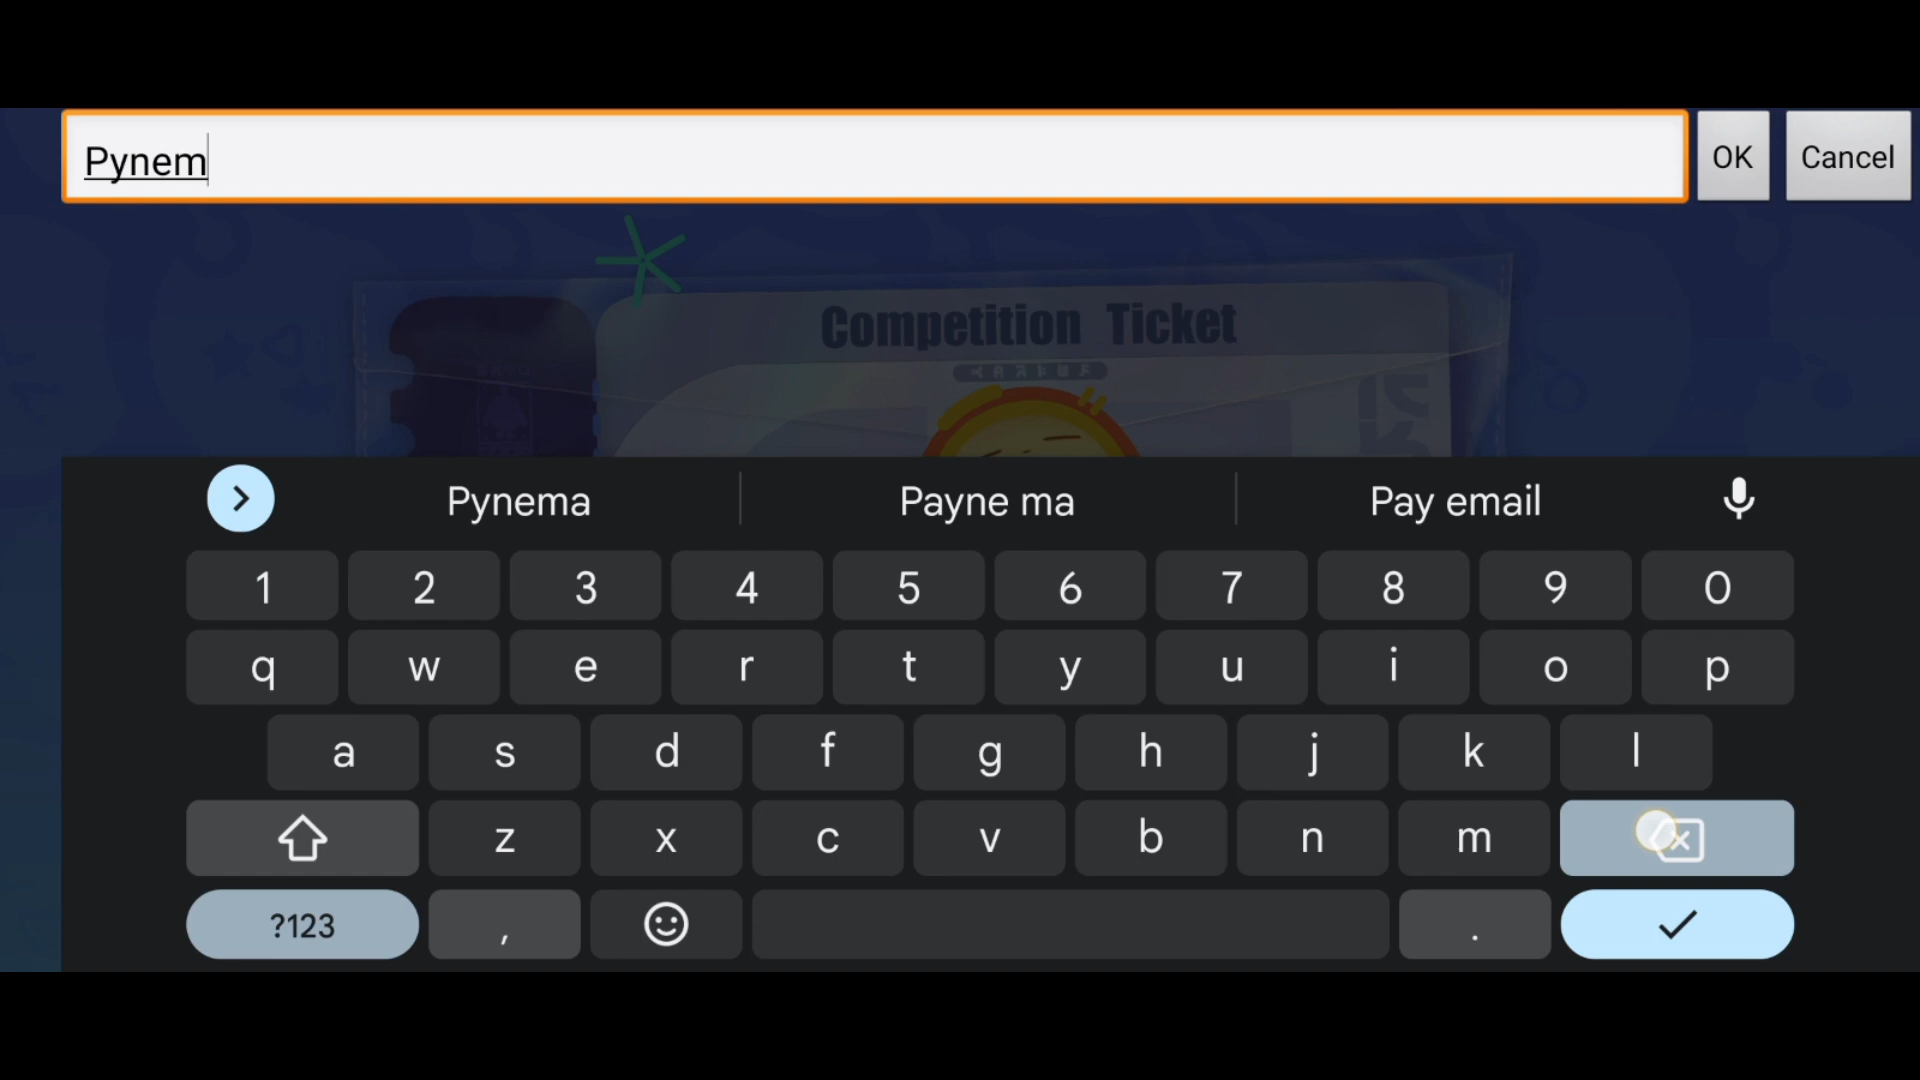 Pynem
OK
Cancel
Competition Ticket
Pynema
Payne ma
Pay email
1 2 3 4 5 6 7 8 9 0
q w e r t y u i o p
a s d f g h j k l
z x c v b n m
?123 , .